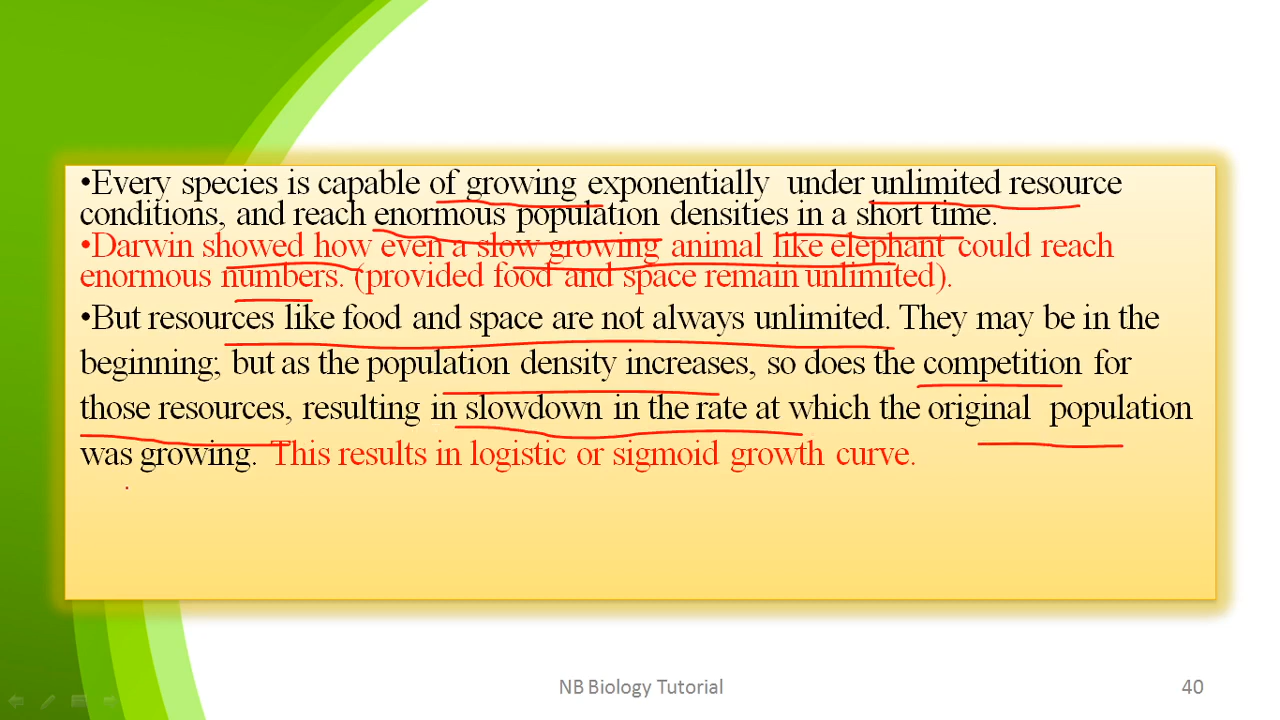 •Every species is capable of growing exponentially under unlimited resource
conditions, and reach enormous population densities in a short time.
•Darwin showed how even a slow growing animal like elephant could reach
enormous numbers. (provided food and space remain unlimited).
•But resources like food and space are not always unlimited. They may be in the
beginning; but as the population density increases, so does the competition for
those resources, resulting in slowdown in the rate at which the original population
was growing. This results in logistic or sigmoid growth curve.
NB Biology Tutorial
40